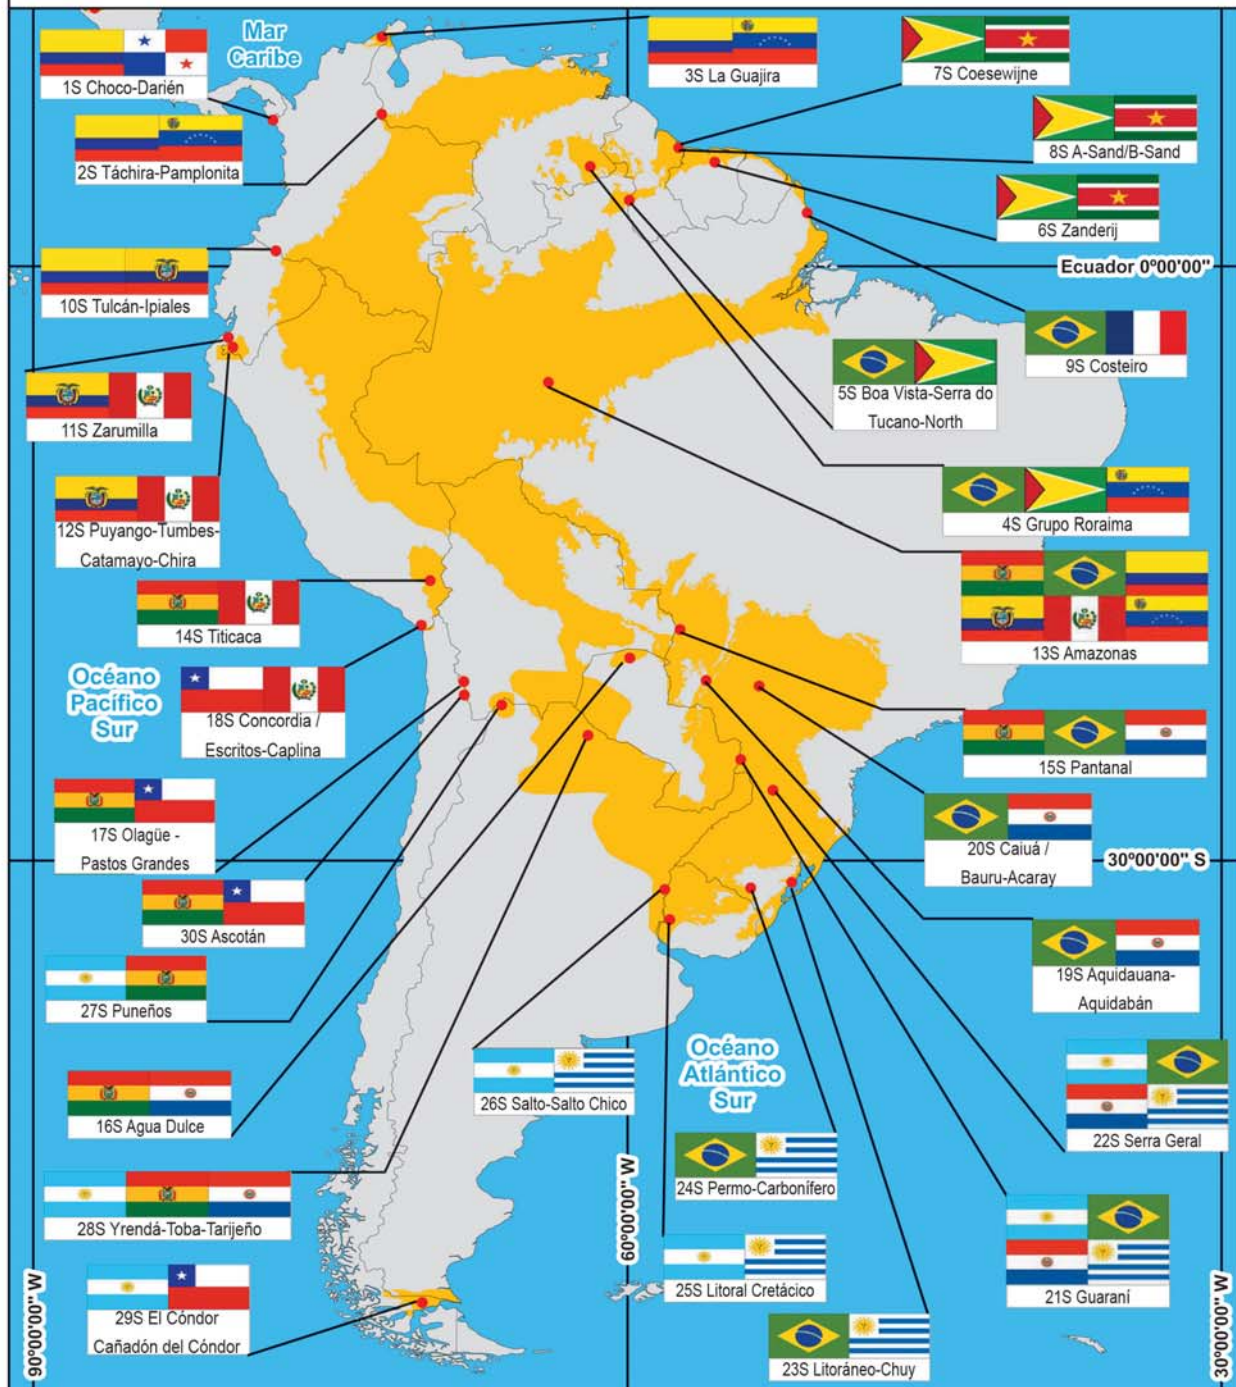 Mar
Caribe
1S Choco-Darién
3S La Guajira
7S Coesewijne
2S Táchira-Pamplonita
8S A-Sand/B-Sand
6S Zanderij
10S Tulcán-Ipiales
Ecuador 0º00'00"
9S Costeiro
5S Boa Vista-Serra do
Tucano-North
11S Zarumilla
4S Grupo Roraima
12S Puyango-Tumbes-
Catamayo-Chira
14S Titicaca
13S Amazonas
Océano
Pacífico
Sur
18S Concordia /
Escritos-Caplina
15S Pantanal
17S Olagüe -
Pastos Grandes
20S Caiuá /
Bauru-Acaray
30º00'00" S
30S Ascotán
19S Aquidauana-
Aquidabán
27S Puneños
26S Salto-Salto Chico
Océano
Atlántico
Sur
16S Agua Dulce
22S Serra Geral
24S Permo-Carbonífero
28S Yrendá-Toba-Tarijeño
25S Litoral Cretácico
21S Guaraní
29S El Cóndor
Cañadón del Cóndor
23S Litoráneo-Chuy
90º00'00" W
60º00'00" W
30º00'00" W